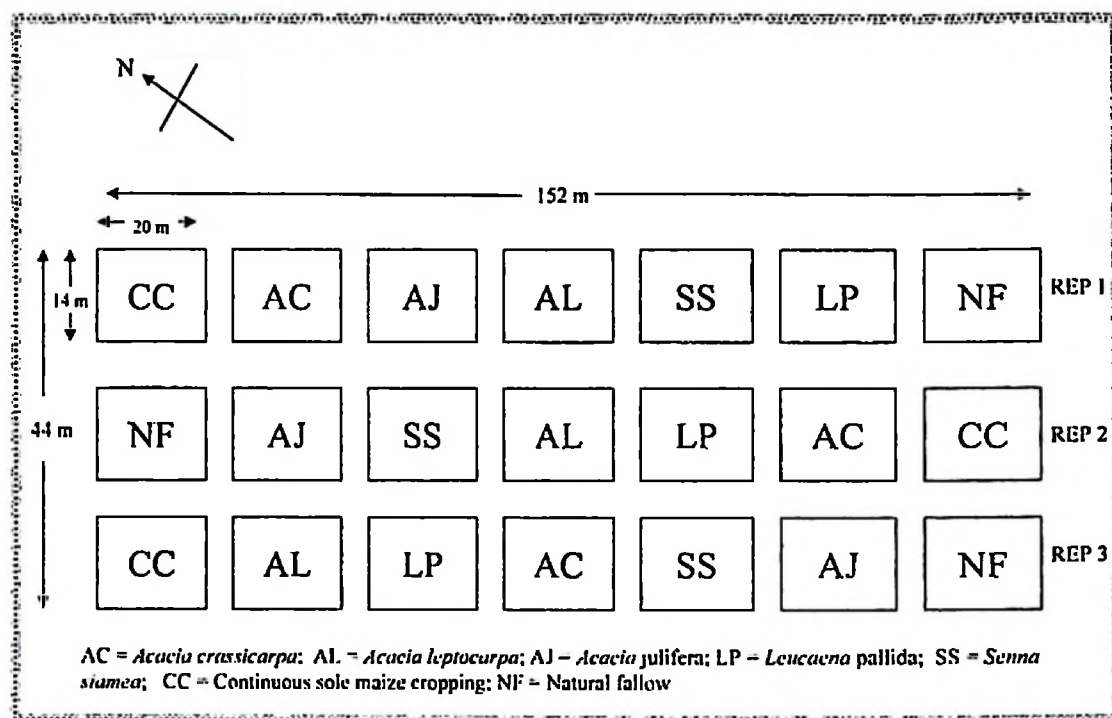 N
152 m
20 m
14 m
CC AC AJ AL SS LP NF REP 1
44 m
NF AJ SS AL LP AC CC REP 2
CC AL LP AC SS AJ NF REP 3
AC = Acacia crassicarpa; AL = Acacia leptocarpa; AJ = Acacia julifera; LP = Leucaena pallida; SS = Senna
siamea; CC = Continuous sole maize cropping; NF = Natural fallow